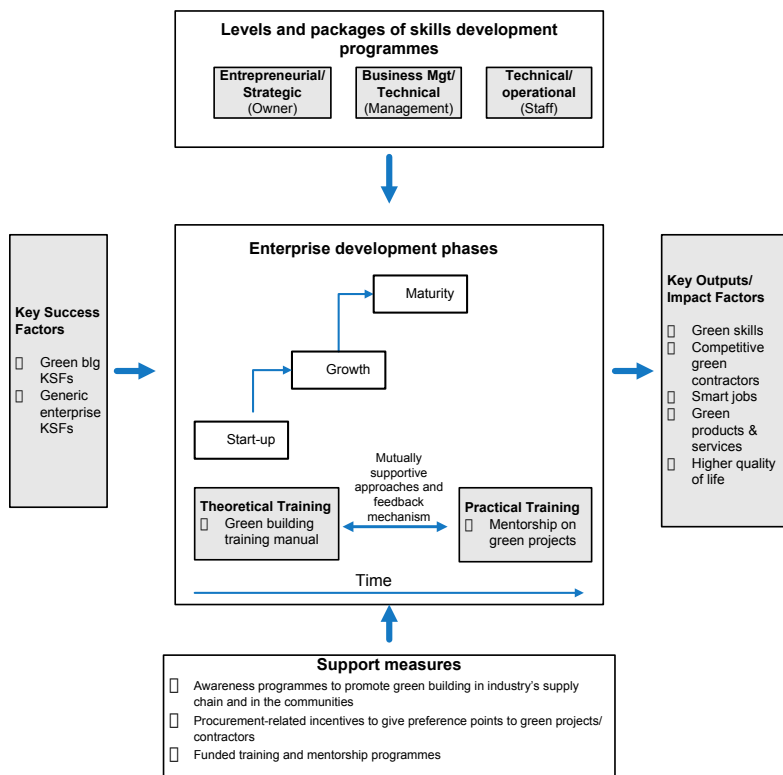 Levels and packages of skills development
programmes
Entrepreneurial/
Strategic
(Owner)
Business Mgt/
Technical
(Management)
Technical/
operational
(Staff)
Key Success
Factors
Green blg
KSFs
Generic
enterprise
KSFs
Enterprise development phases
Maturity
Growth
Start-up
Mutually
supportive
approaches and
feedback
mechanism
Theoretical Training
Green building
training manual
Practical Training
Mentorship on
green projects
Time
Key Outputs/
Impact Factors
Green skills
Competitive
green
contractors
Smart jobs
Green
products &
services
Higher quality
of life
Support measures
Awareness programmes to promote green building in industry’s supply
chain and in the communities
Procurement-related incentives to give preference points to green projects/
contractors
Funded training and mentorship programmes